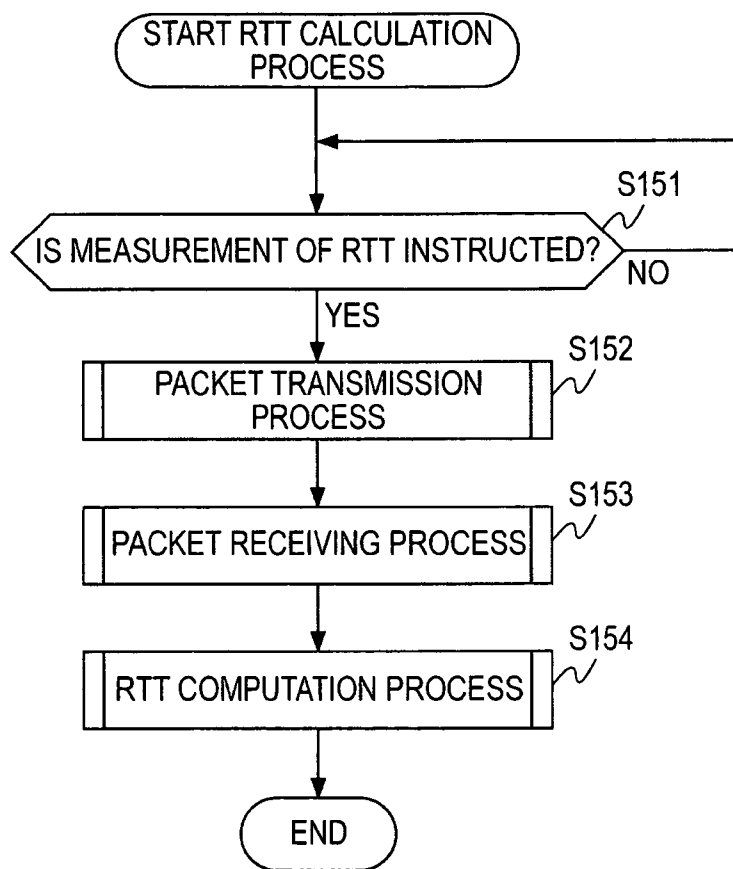 START RTT CALCULATION
PROCESS
S151
IS MEASUREMENT OF RTT INSTRUCTED?
NO
YES
S152
PACKET TRANSMISSION
PROCESS
S153
PACKET RECEIVING PROCESS
S154
RTT COMPUTATION PROCESS
END